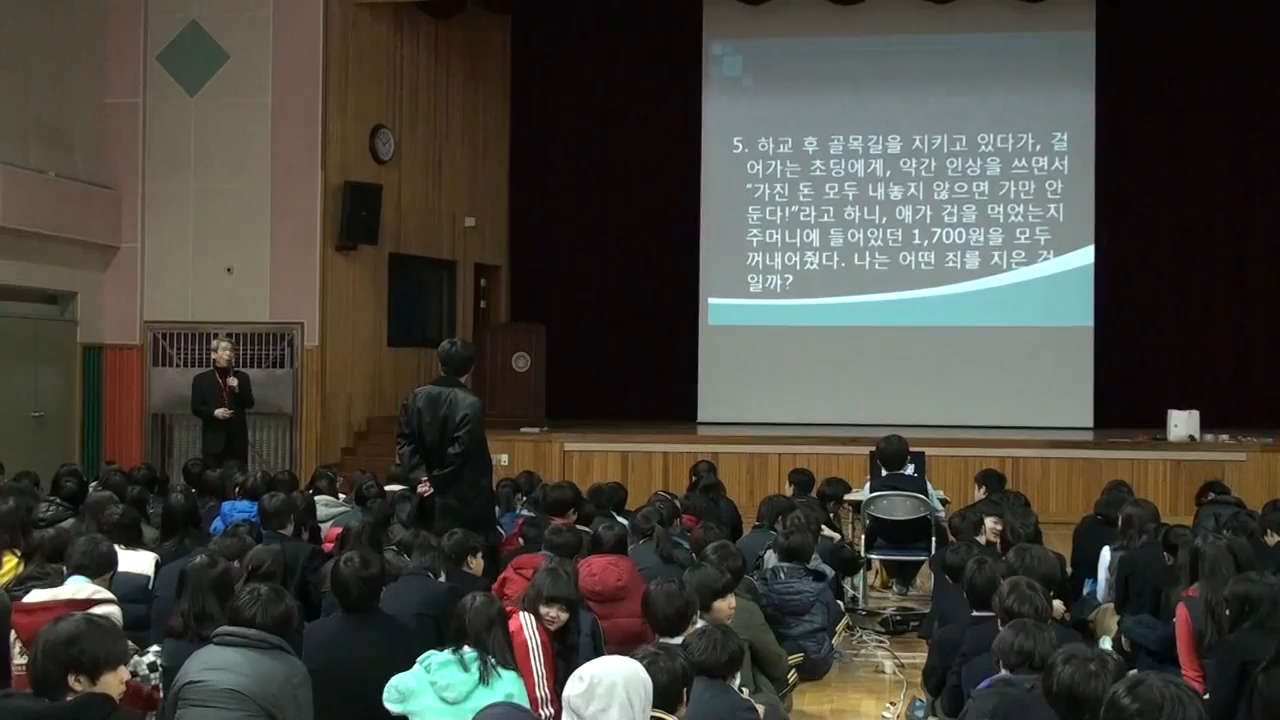 5. 하교 후 골목길을 지키고 있다가, 걸
어가는 초딩에게, 약간 인상을 쓰면서
"가진 돈 모두 내놓지 않으면 가만 안
둔다!"라고 하니, 애가 겁을 먹었는지
주머니에 들어있던 1,700원을 모두
꺼내어줬다. 나는 어떤 죄를 지은 거
일까?